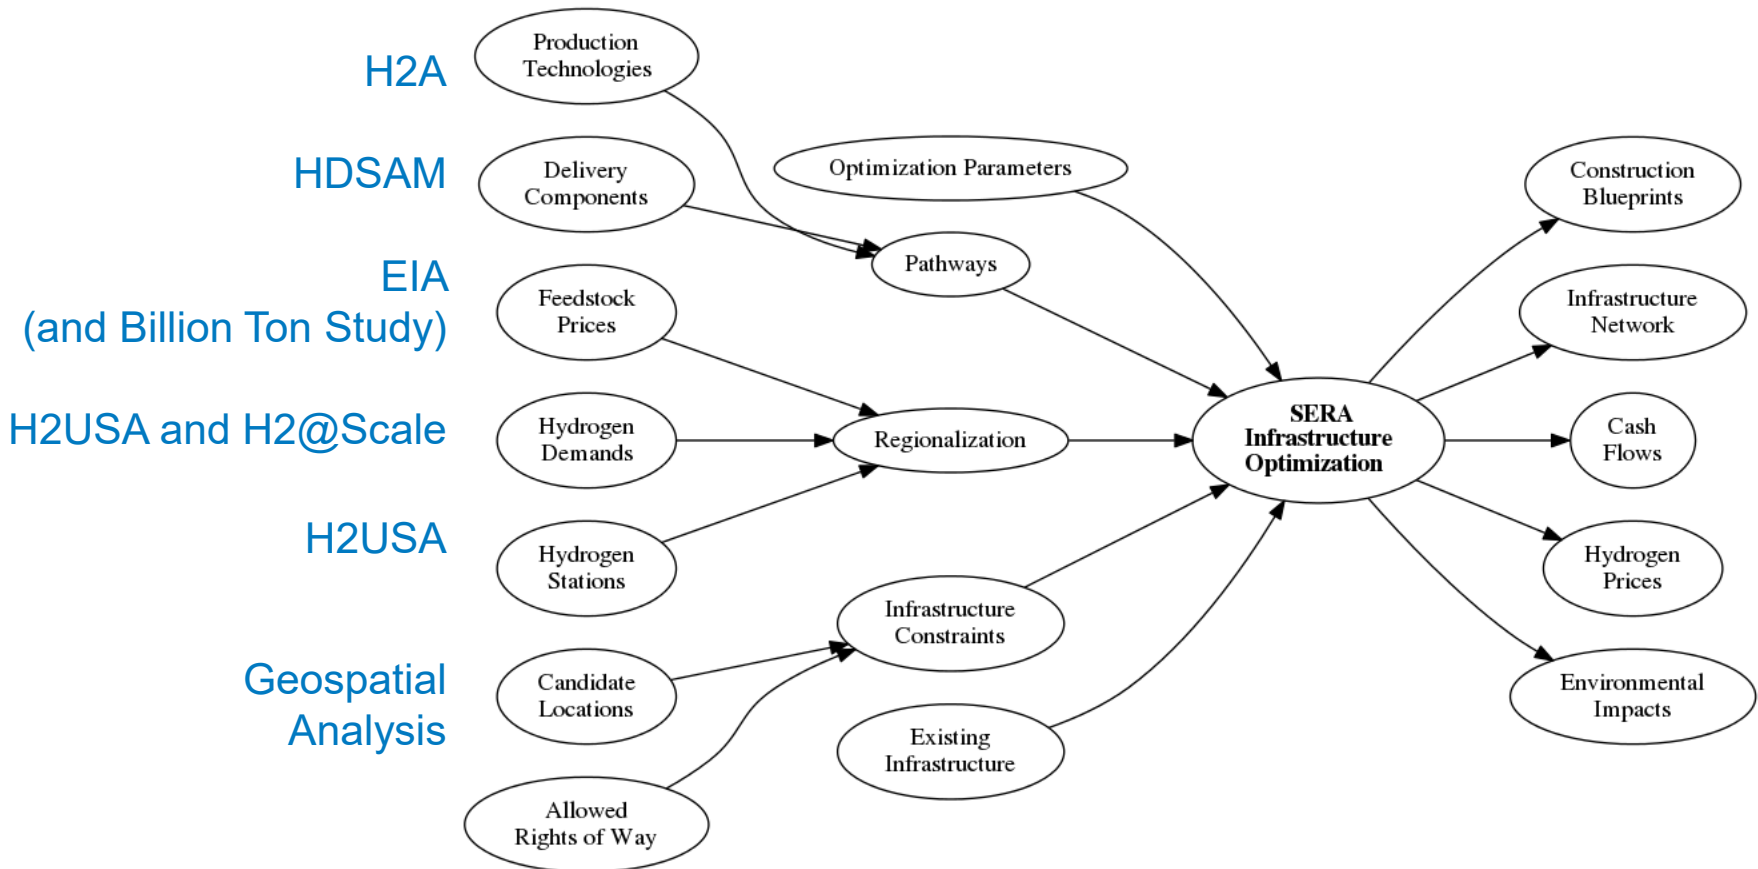 H2A
HDSAM
EIA
(and Billion Ton Study)
H2USA and H2@Scale
H2USA
Geospatial
Analysis
Production
Technologies
Delivery
Components
Feedstock
Prices
Hydrogen
Demands
Hydrogen
Stations
Candidate
Locations
Allowed
Rights of Way
Optimization Parameters
Pathways
Regionalization
Infrastructure
Constraints
Existing
Infrastructure
SERA
Infrastructure
Optimization
Construction
Blueprints
Infrastructure
Network
Cash
Flows
Hydrogen
Prices
Environmental
Impacts